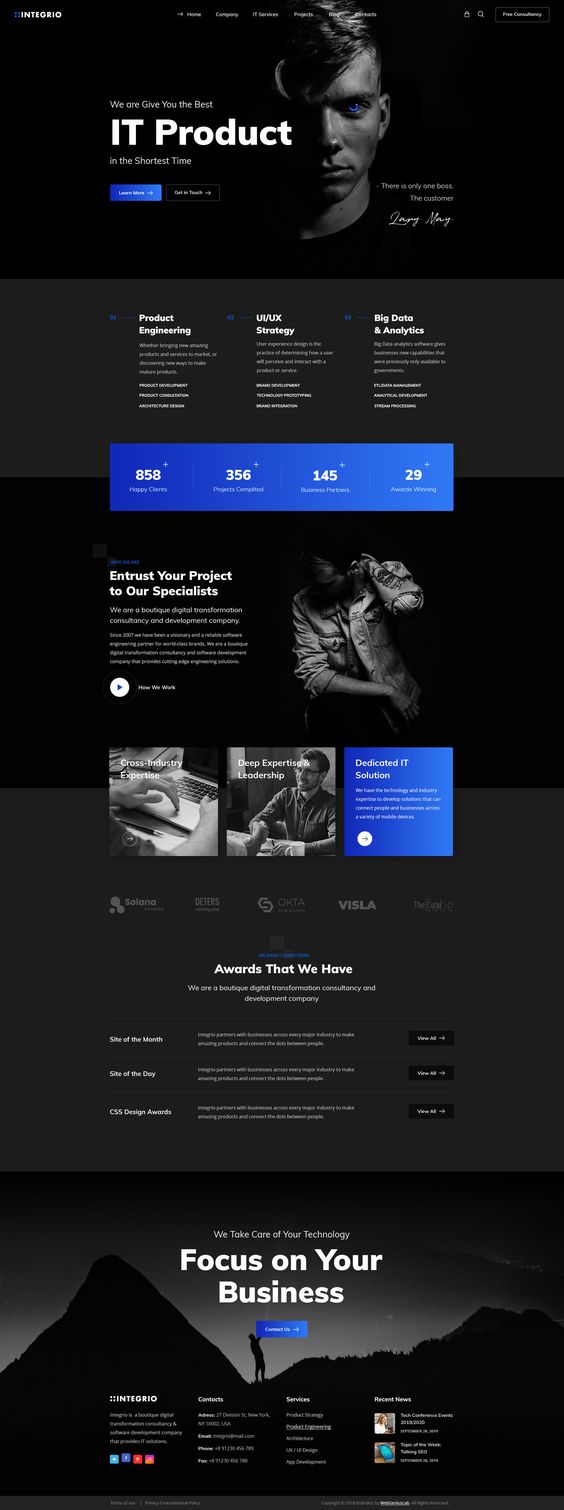 INTEGRIO
Home Company IT Services Projects Blog Contacts
Free Consultancy
We are Give You the Best
IT Product
in the Shortest Time
Learn More
Get in Touch
- There is only one boss.
The customer
Lary May
01
Product
Engineering
Whether bringing new amazing
products and services to market, or
discovering new ways to make
mature products.
PRODUCT DEVELOPMENT
PRODUCT CONSULTATION
ARCHITECTURE DESIGN
02
UI/UX
Strategy
User experience design is the
practice of determining how a user
will perceive and interact with a
product or service.
BRAND DEVELOPMENT
TECHNOLOGY PROTOTYPING
BRAND INTEGRATION
03
Big Data
& Analytics
Big Data analytics software gives
businesses new capabilities that
were previously only available to
governments.
ETL/DATA MANAGEMENT
ANALYTICAL DEVELOPMENT
STREAM PROCESSING
858 +
Happy Clients
356 +
Projects Complited
145 +
Business Partners
29 +
Awards Winning
WHO WE ARE
Entrust Your Project
to Our Specialists
We are a boutique digital transformation
consultancy and development company.
Since 2007 we have been a visionary and a reliable software
engineering partner for world-class brands. We are a boutique
digital transformation consultancy and software development
company that provides cutting edge engineering solutions.
How We Work
Cross-Industry
Expertise
Deep Expertise &
Leadership
Dedicated IT
Solution
We have the technology and industry
expertise to develop solutions that can
connect people and businesses across
a variety of mobile devices.
Solana
company
DETERS
OKTA
VISLA
TheCube
WE MAKE CONNECTIONS
Awards That We Have
We are a boutique digital transformation consultancy and
development company
Site of the Month
Integrio partners with businesses across every major industry to make
amazing products and connect the dots between people.
View All
Site of the Day
Integrio partners with businesses across every major industry to make
amazing products and connect the dots between people.
View All
CSS Design Awards
Integrio partners with businesses across every major industry to make
amazing products and connect the dots between people.
View All
We Take Care of Your Technology
Focus on Your
Business
Contact Us
INTEGRIO
Integrio is a boutique digital
transformation consultancy &
software development company
that provides IT solutions.
Contacts
Adress: 27 Division St, New York,
NY 10002, USA
Email: integrio@mail.com
Phone: +8 91230 456 789
Fax: +8 91230 456 788
Services
Product Strategy
Product Engineering
Architecture
UX / UI Design
App Development
Recent News
Tech Conference Events
2019/2020
SEPTEMBER 28, 2019
Topic of the Week:
Talking SEO
SEPTEMBER 28, 2019
Terms of use | Privacy Environmental Policy
Copyright © 2019 Braintrizz by WebGeniusLab. All Rights Reserved